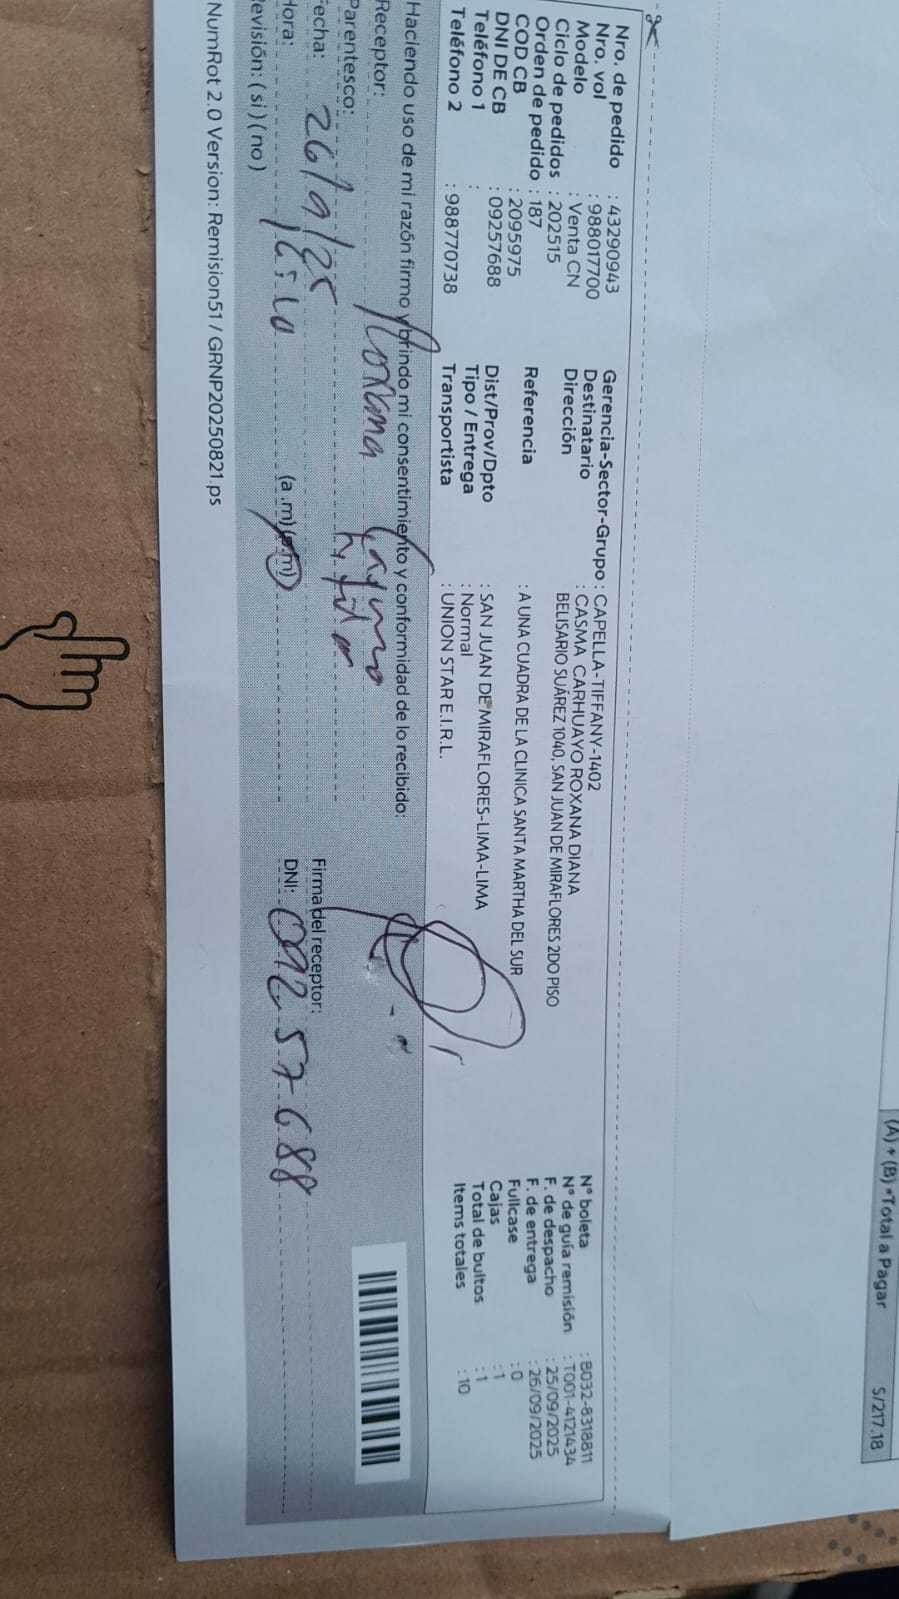 (A) + (B) =Total a Pagar S/217.18
Nro. de pedido : 43290943
Nro. vol : 988017700
Modelo : Venta CN
Ciclo de pedidos : 202515
Orden de pedido : 187
COD CB : 2095975
DNI DE CB : 09257688
Teléfono 1 :
Teléfono 2 : 988770738
Gerencia-Sector-Grupo : CAPELLA-TIFFANY-1402
Destinatario : CASMA CARHUAYO ROXANA DIANA
Dirección BELISARIO SUÁREZ 1040, SAN JUAN DE MIRAFLORES 2DO PISO
Referencia : A UNA CUADRA DE LA CLINICA SANTA MARTHA DEL SUR
Dist/Prov/Dpto : SAN JUAN DE MIRAFLORES-LIMA-LIMA
Tipo / Entrega : Normal
Transportista : UNION STAR E.I.R.L.
N° boleta : B032-8318811
N° de guía remisión : T001-4121434
F. de despacho : 25/09/2025
F. de entrega : 26/09/2025
Fullcase : 0
Cajas : 1
Total de bultos : 1
Items totales : 10
Haciendo uso de mi razón firmo y brindo mi consentimiento y conformidad de lo recibido:
Receptor: Roxana
Parentesco:
Fecha: 26/9/25
Hora: (a.m)(p.m)
Revisión: (si)(no)
Firma del receptor:
DNI: 09257688
NumRot 2.0 Version: Remision51 / GRNP20250821.ps